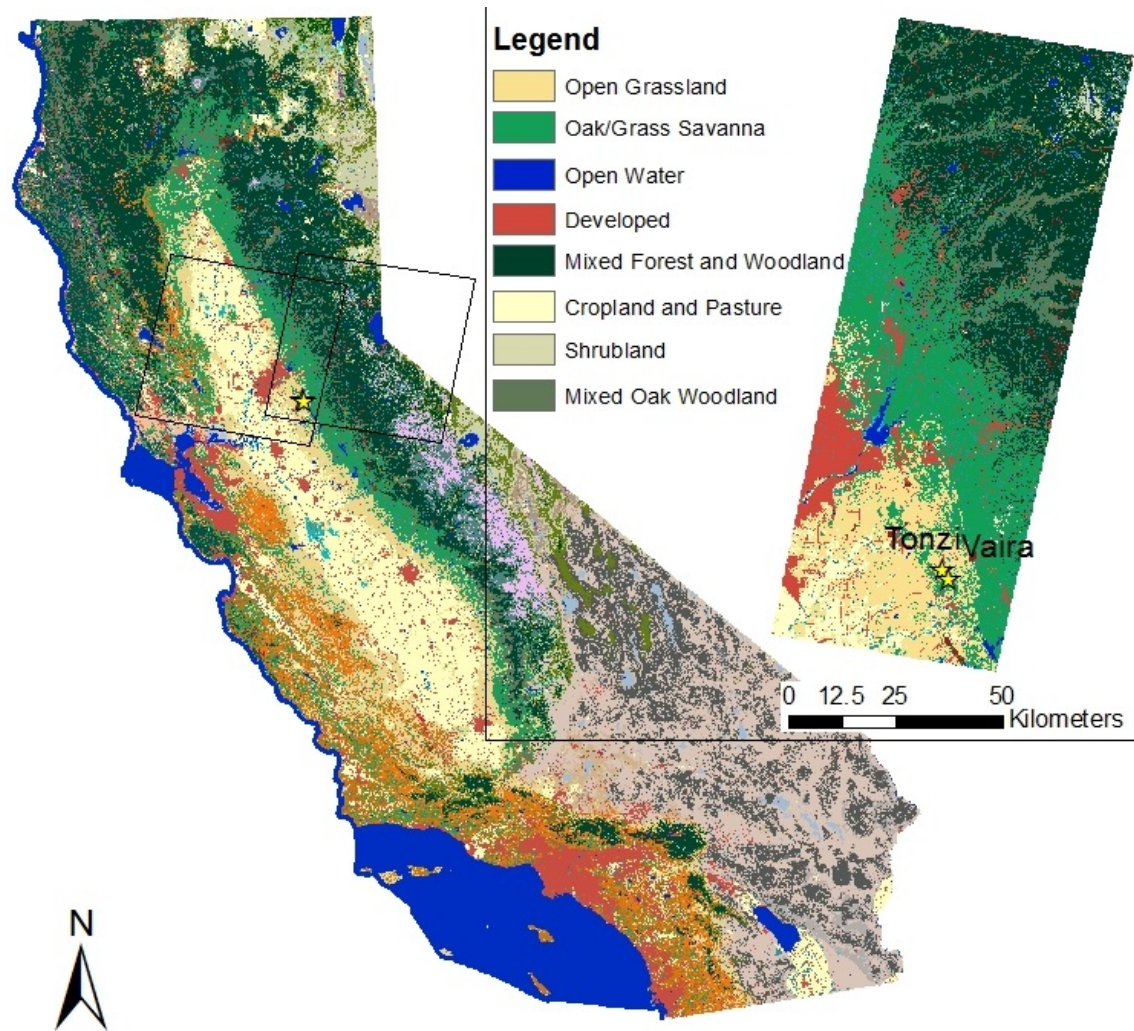 Legend
Open Grassland
Oak/Grass Savanna
Open Water
Developed
Mixed Forest and Woodland
Cropland and Pasture
Shrubland
Mixed Oak Woodland
Tonzi
Vaira
0 12.5 25 50
Kilometers
N